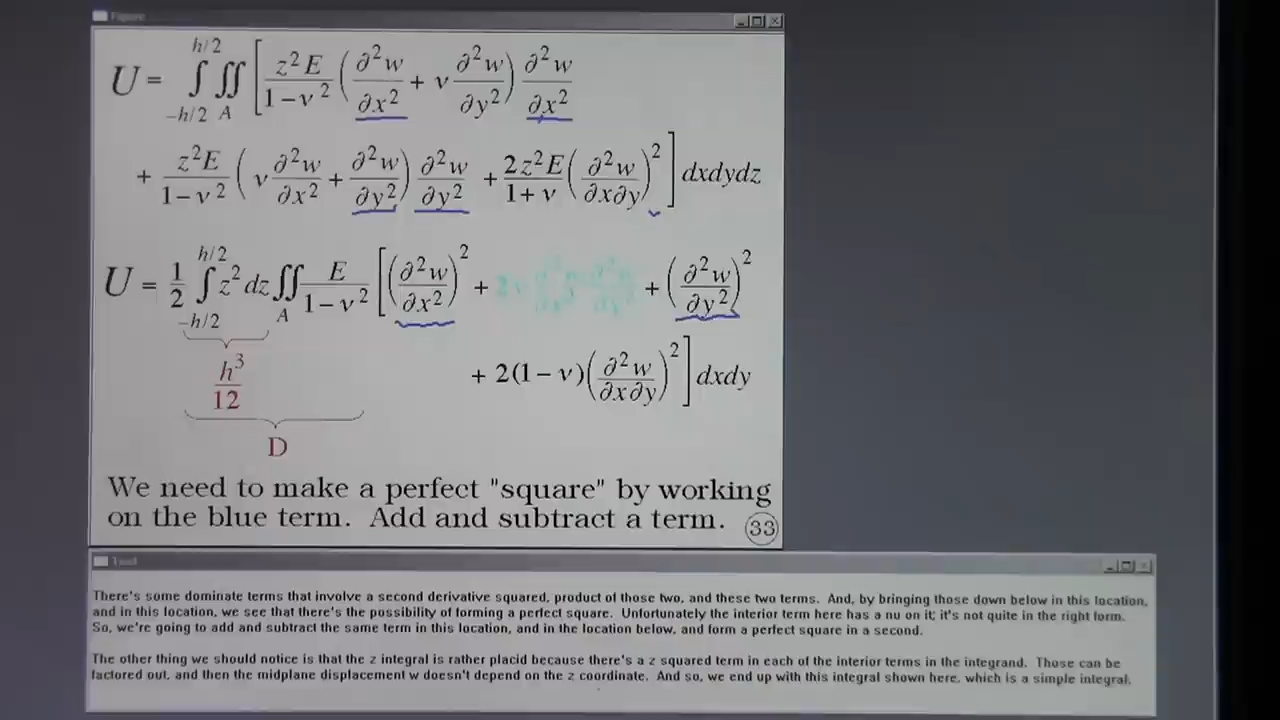 Figure
U = ∫_{-h/2}^{h/2} ∬_A [ z²E/(1−ν²) ( ∂²w/∂x² + ν ∂²w/∂y² ) ∂²w/∂x²
+ z²E/(1−ν²) ( ν ∂²w/∂x² + ∂²w/∂y² ) ∂²w/∂y² + 2z²E/(1+ν) ( ∂²w/∂x∂y )² ] dxdydz
U = 1/2 ∫_{-h/2}^{h/2} z² dz ∬_A E/(1−ν²) [ ( ∂²w/∂x² )² + + ( ∂²w/∂y² )²
+ 2(1−ν) ( ∂²w/∂x∂y )² ] dxdy
h³/12
D
We need to make a perfect "square" by working
on the blue term. Add and subtract a term.
33
Text
There's some dominate terms that involve a second derivative squared, product of those two, and these two terms. And, by bringing those down below in this location,
and in this location, we see that there's the possibility of forming a perfect square. Unfortunately the interior term here has a nu on it; it's not quite in the right form.
So, we're going to add and subtract the same term in this location, and in the location below, and form a perfect square in a second.
The other thing we should notice is that the z integral is rather placid because there's a z squared term in each of the interior terms in the integrand. Those can be
factored out, and then the midplane displacement w doesn't depend on the z coordinate. And so, we end up with this integral shown here, which is a simple integral.